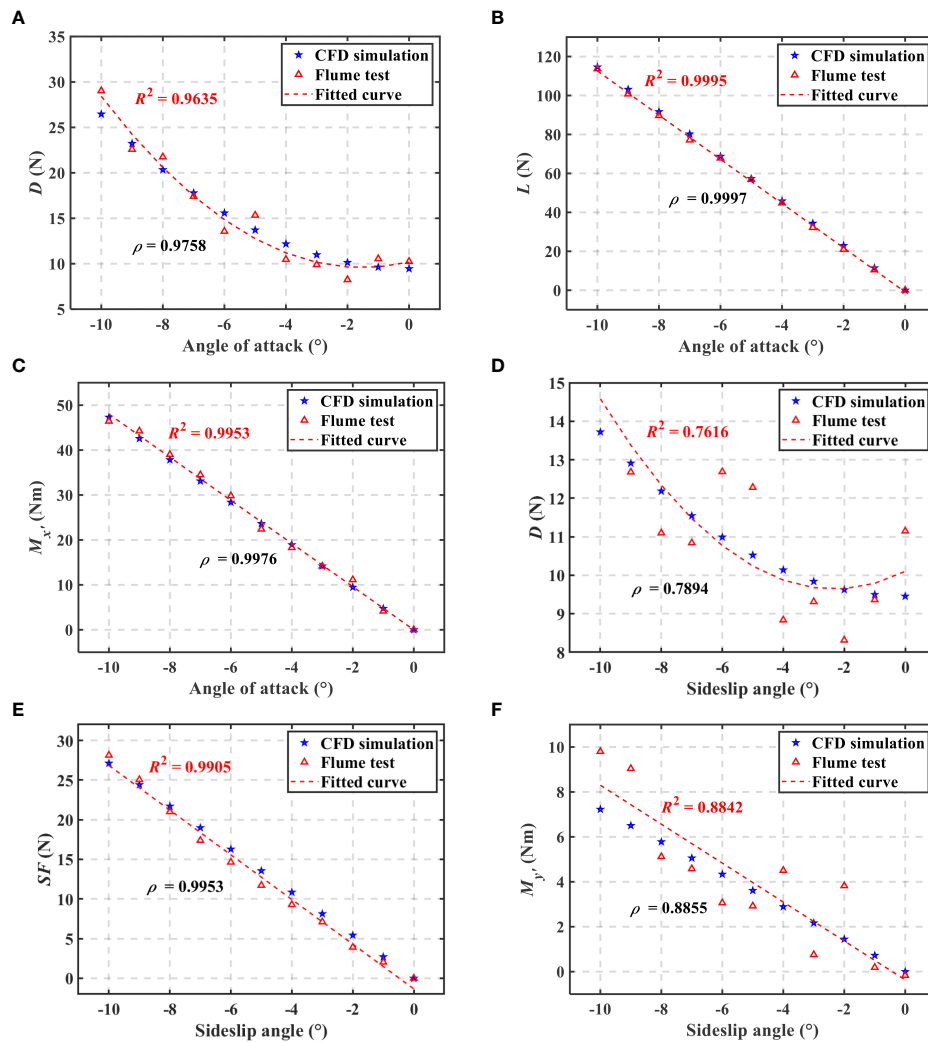 A
35
30
25
20
15
10
5
D (N)
R² = 0.9635
ρ = 0.9758
CFD simulation
Flume test
Fitted curve
-10 -8 -6 -4 -2 0
Angle of attack (°)
B
120
100
80
60
40
20
0
L (N)
R² = 0.9995
ρ = 0.9997
CFD simulation
Flume test
Fitted curve
-10 -8 -6 -4 -2 0
Angle of attack (°)
C
50
40
30
20
10
0
Mx' (Nm)
R² = 0.9953
ρ = 0.9976
CFD simulation
Flume test
Fitted curve
-10 -8 -6 -4 -2 0
Angle of attack (°)
D
15
14
13
12
11
10
9
8
D (N)
R² = 0.7616
ρ = 0.7894
CFD simulation
Flume test
Fitted curve
-10 -8 -6 -4 -2 0
Sideslip angle (°)
E
30
25
20
15
10
5
0
SF (N)
R² = 0.9905
ρ = 0.9953
CFD simulation
Flume test
Fitted curve
-10 -8 -6 -4 -2 0
Sideslip angle (°)
F
10
8
6
4
2
0
My' (Nm)
R² = 0.8842
ρ = 0.8855
CFD simulation
Flume test
Fitted curve
-10 -8 -6 -4 -2 0
Sideslip angle (°)